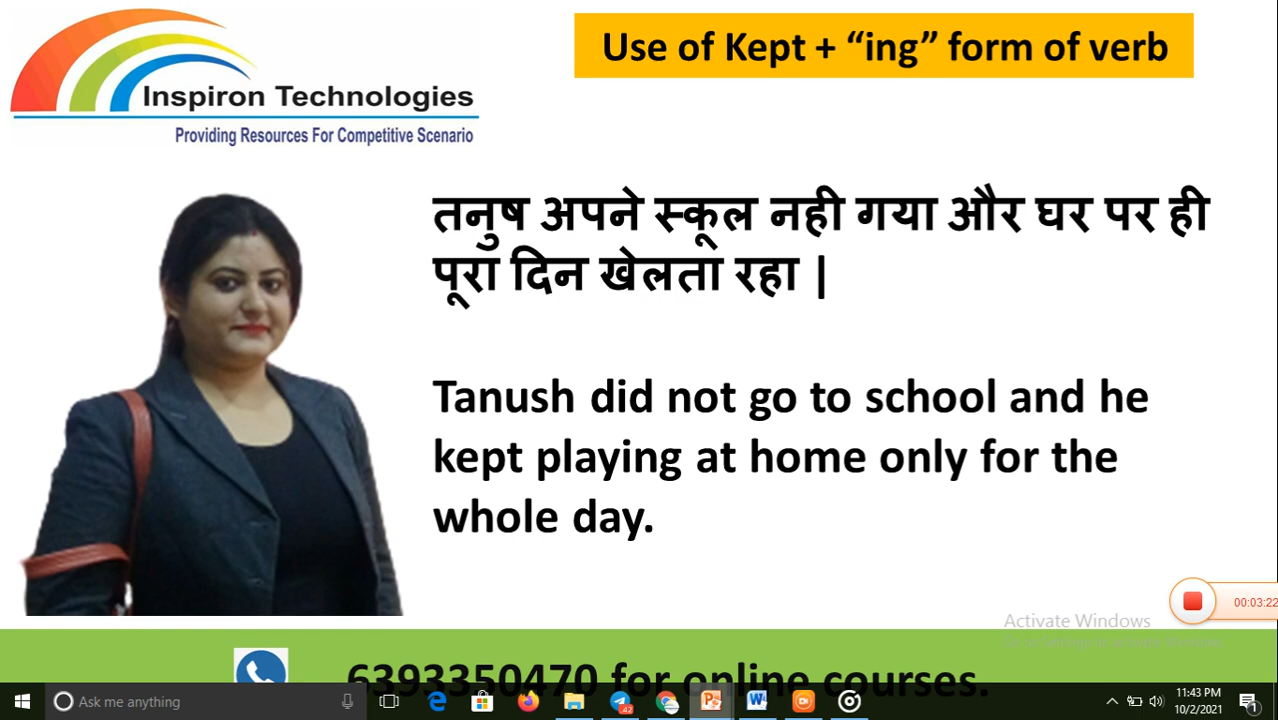 Inspiron Technologies
Providing Resources For Competitive Scenario
Use of Kept + “ing” form of verb
तनुष अपने स्कूल नही गया और घर पर ही
पूरा दिन खेलता रहा |
Tanush did not go to school and he
kept playing at home only for the
whole day.
00:03:22
Activate Windows
6393350470 for online courses.
Ask me anything
42
11:43 PM
10/2/2021
1